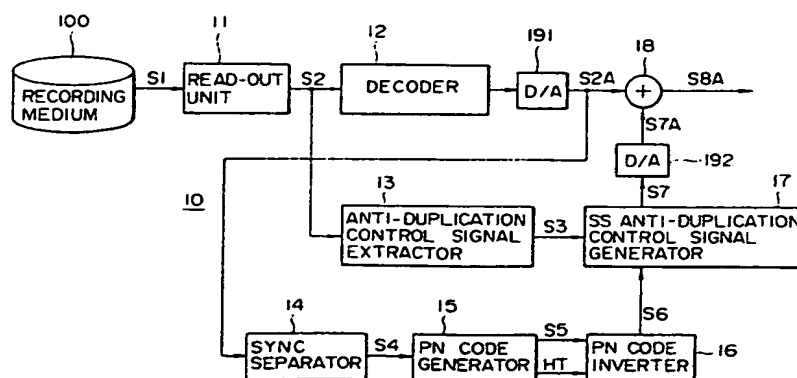 100
11
12
191
18
S1
S2
S2A
S8A
RECORDING
MEDIUM
READ-OUT
UNIT
DECODER
D/A
+
S7A
D/A
192
10
13
S7
17
ANTI-DUPLICATION
CONTROL SIGNAL
EXTRACTOR
S3
SS ANTI-DUPLICATION
CONTROL SIGNAL
GENERATOR
14
15
S6
SYNC
SEPARATOR
S4
PN CODE
GENERATOR
S5
HT
PN CODE
INVERTER
16